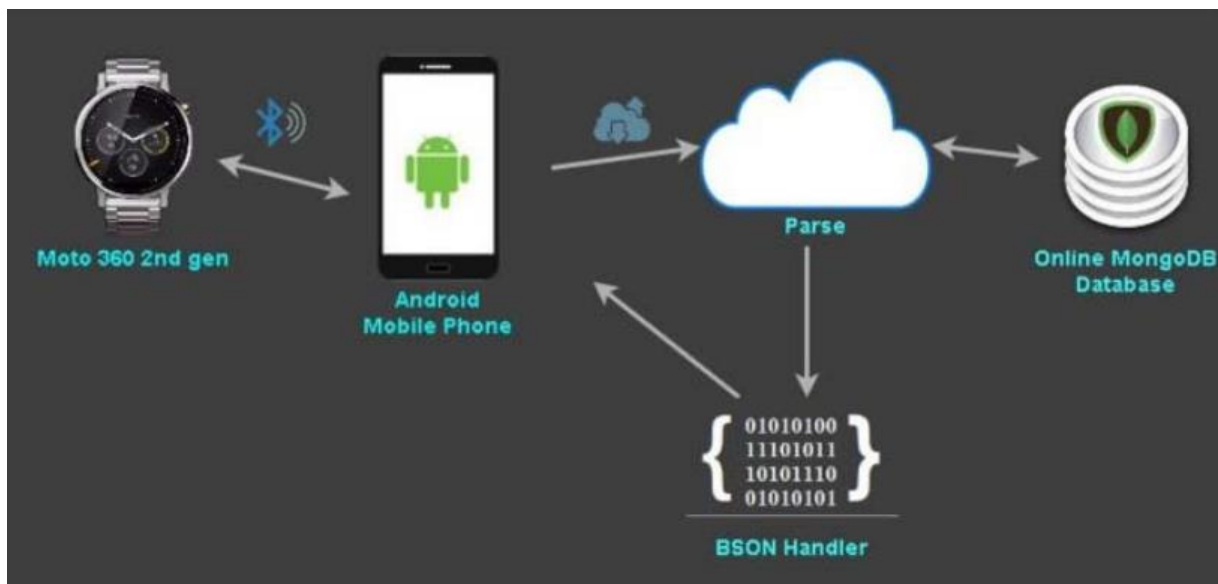 Moto 360 2nd gen
Android
Mobile Phone
Parse
Online MongoDB
Database
01010100
11101011
10101110
01010101
BSON Handler